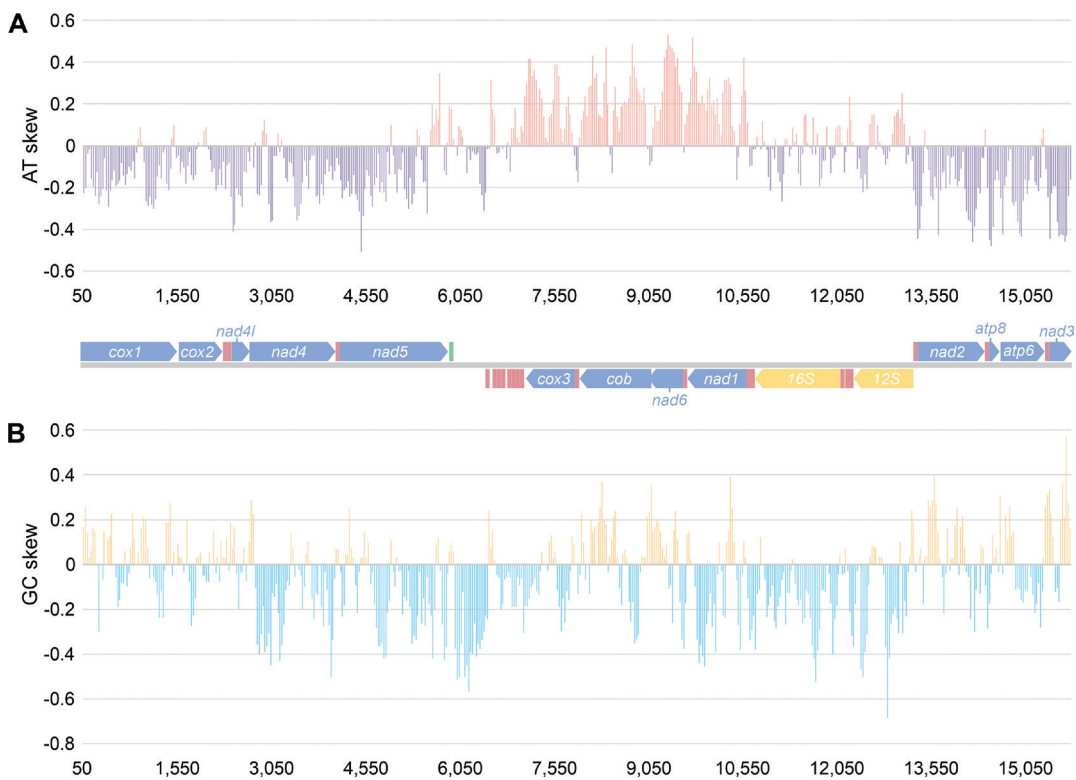 A
AT skew
0.6
0.4
0.2
0
-0.2
-0.4
-0.6
50 1,550 3,050 4,550 6,050 7,550 9,050 10,550 12,050 13,550 15,050
nad4l atp8 nad3
cox1 cox2 nad4 nad5 nad2 atp6
cox3 cob nad1 16S 12S
nad6
B
GC skew
0.6
0.4
0.2
0
-0.2
-0.4
-0.6
-0.8
50 1,550 3,050 4,550 6,050 7,550 9,050 10,550 12,050 13,550 15,050